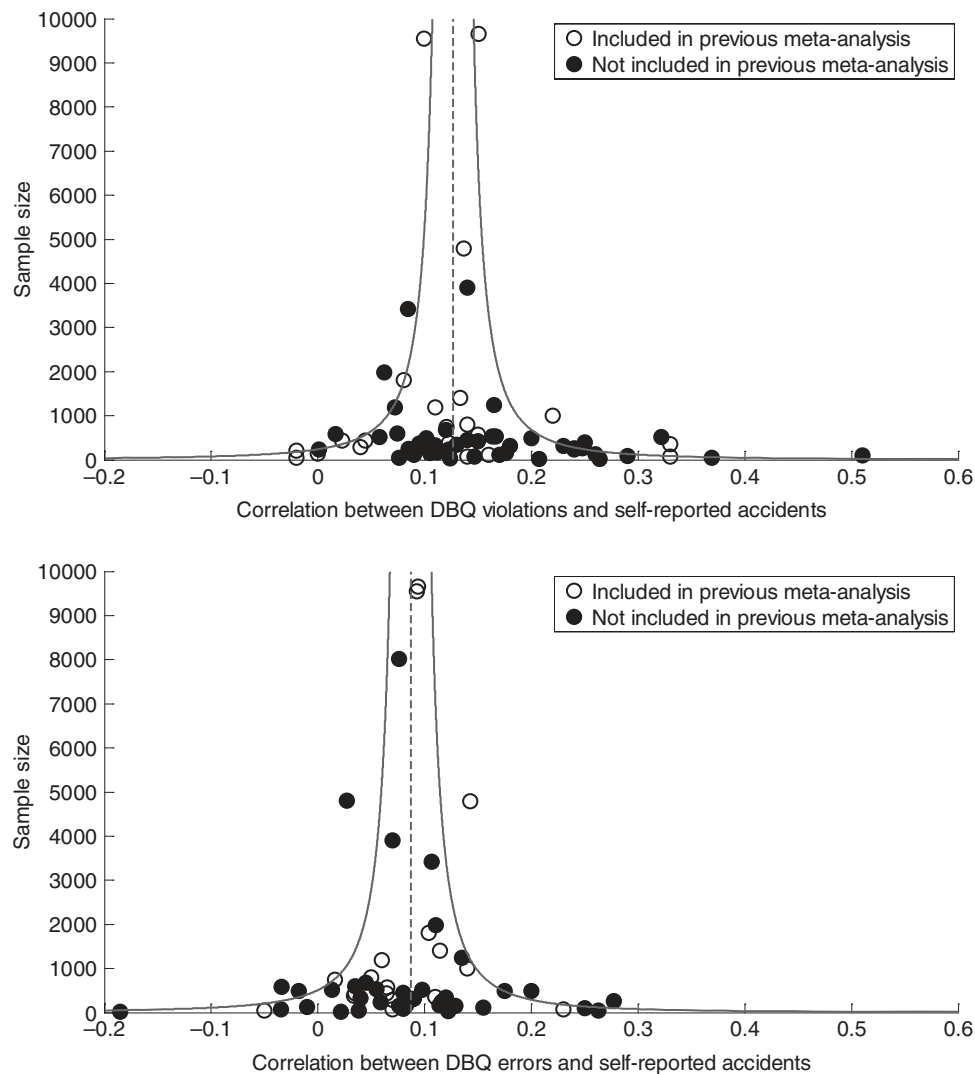 10000
9000
8000
7000
6000
5000
4000
3000
2000
1000
0
Sample size
Included in previous meta-analysis
Not included in previous meta-analysis
−0.2 −0.1 0 0.1 0.2 0.3 0.4 0.5 0.6
Correlation between DBQ violations and self-reported accidents
10000
9000
8000
7000
6000
5000
4000
3000
2000
1000
0
Sample size
Included in previous meta-analysis
Not included in previous meta-analysis
−0.2 −0.1 0 0.1 0.2 0.3 0.4 0.5 0.6
Correlation between DBQ errors and self-reported accidents